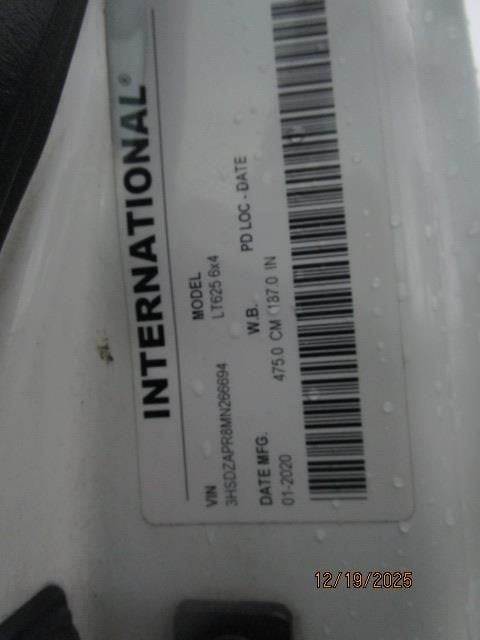 INTERNATIONAL®
VIN MODEL
3HSDZAPR8MN266694 LT625 6x4
DATE MFG. W.B. PD LOC - DATE
01-2020 475.0 CM 187.0 IN
12/19/2025